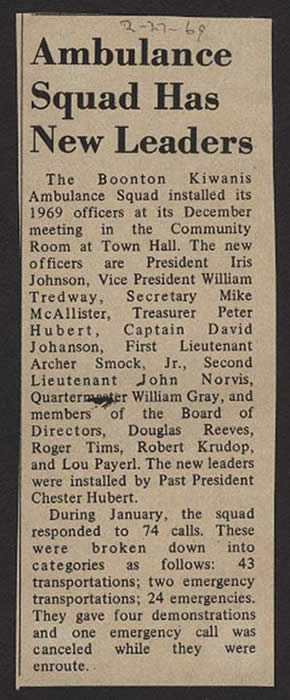 2-27-69
Ambulance
Squad Has
New Leaders
The Boonton Kiwanis
Ambulance Squad installed its
1969 officers at its December
meeting in the Community
Room at Town Hall. The new
officers are President Iris
Johnson, Vice President William
Tredway, Secretary Mike
McAllister, Treasurer Peter
Hubert, Captain David
Johanson, First Lieutenant
Archer Smock, Jr., Second
Lieutenant John Norvis,
Quartermaster William Gray, and
members of the Board of
Directors, Douglas Reeves,
Roger Tims, Robert Krudop,
and Lou Payerl. The new leaders
were installed by Past President
Chester Hubert.
During January, the squad
responded to 74 calls. These
were broken down into
categories as follows: 43
transportations; two emergency
transportations; 24 emergencies.
They gave four demonstrations
and one emergency call was
canceled while they were
enroute.